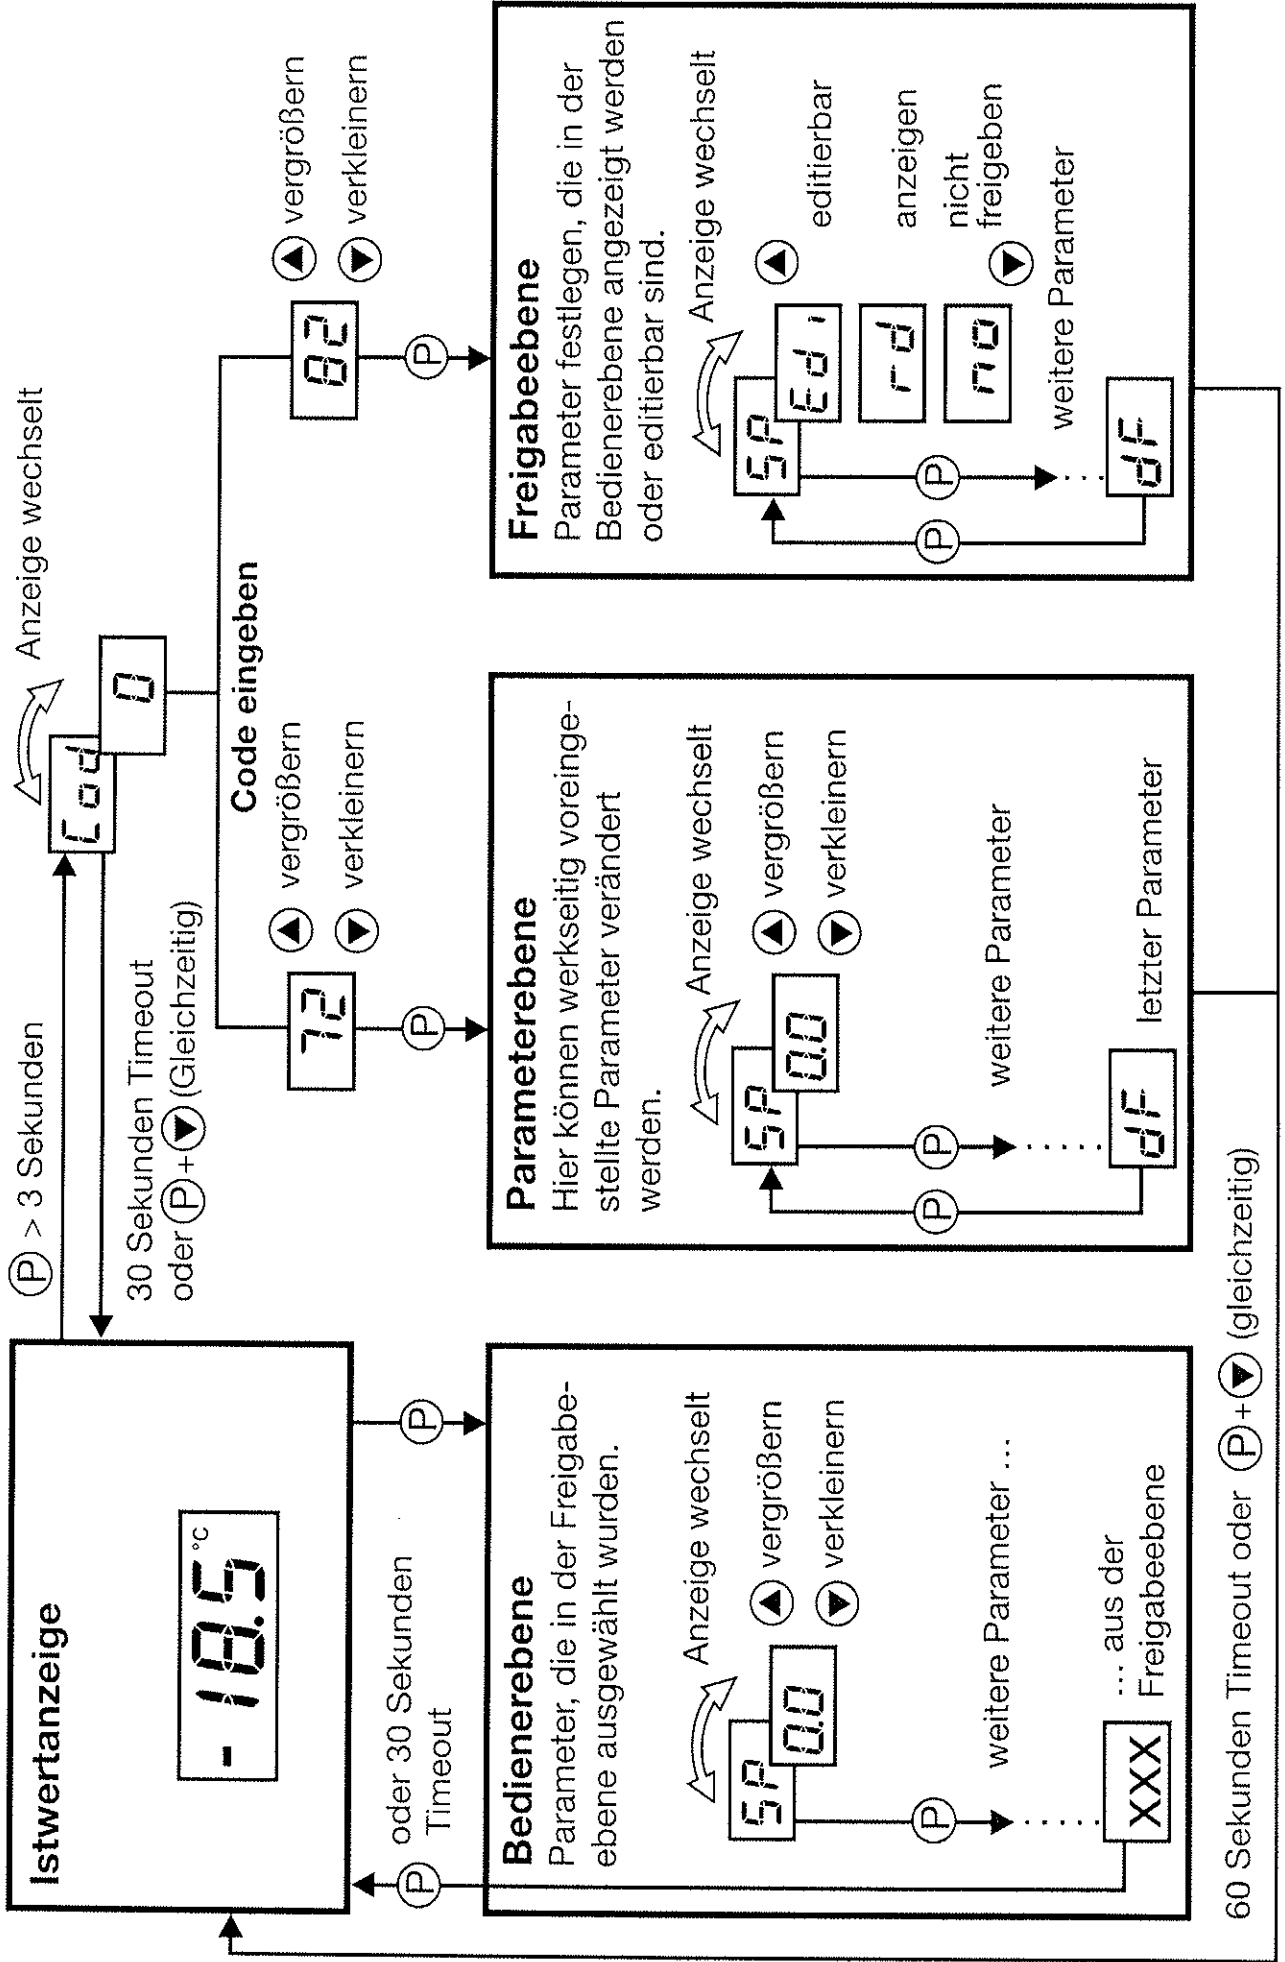 Istwertanzeige
- 18.5 °C
P > 3 Sekunden
30 Sekunden Timeout
oder P + ▼ (Gleichzeitig)
Anzeige wechselt
Cod
0
Code eingeben
72
▲ vergrößern
▼ verkleinern
P
82
▲ vergrößern
▼ verkleinern
P
P
P oder 30 Sekunden
Timeout
Bedienerebene
Parameter, die in der Freigabe-
ebene ausgewählt wurden.
Anzeige wechselt
SP
0.0
▲ vergrößern
▼ verkleinern
P
weitere Parameter ...
XXX
... aus der
Freigabeebene
Parameterebene
Hier können werkseitig voreinge-
stellte Parameter verändert
werden.
Anzeige wechselt
SP
0.0
▲ vergrößern
▼ verkleinern
P
P
weitere Parameter
dF
letzter Parameter
Freigabeebene
Parameter festlegen, die in der
Bedienerebene angezeigt werden
oder editierbar sind.
Anzeige wechselt
SP
Edi
▲
editierbar
rd
anzeigen
no
nicht
freigeben
▼
P
P
weitere Parameter
dF
60 Sekunden Timeout oder P + ▼ (gleichzeitig)